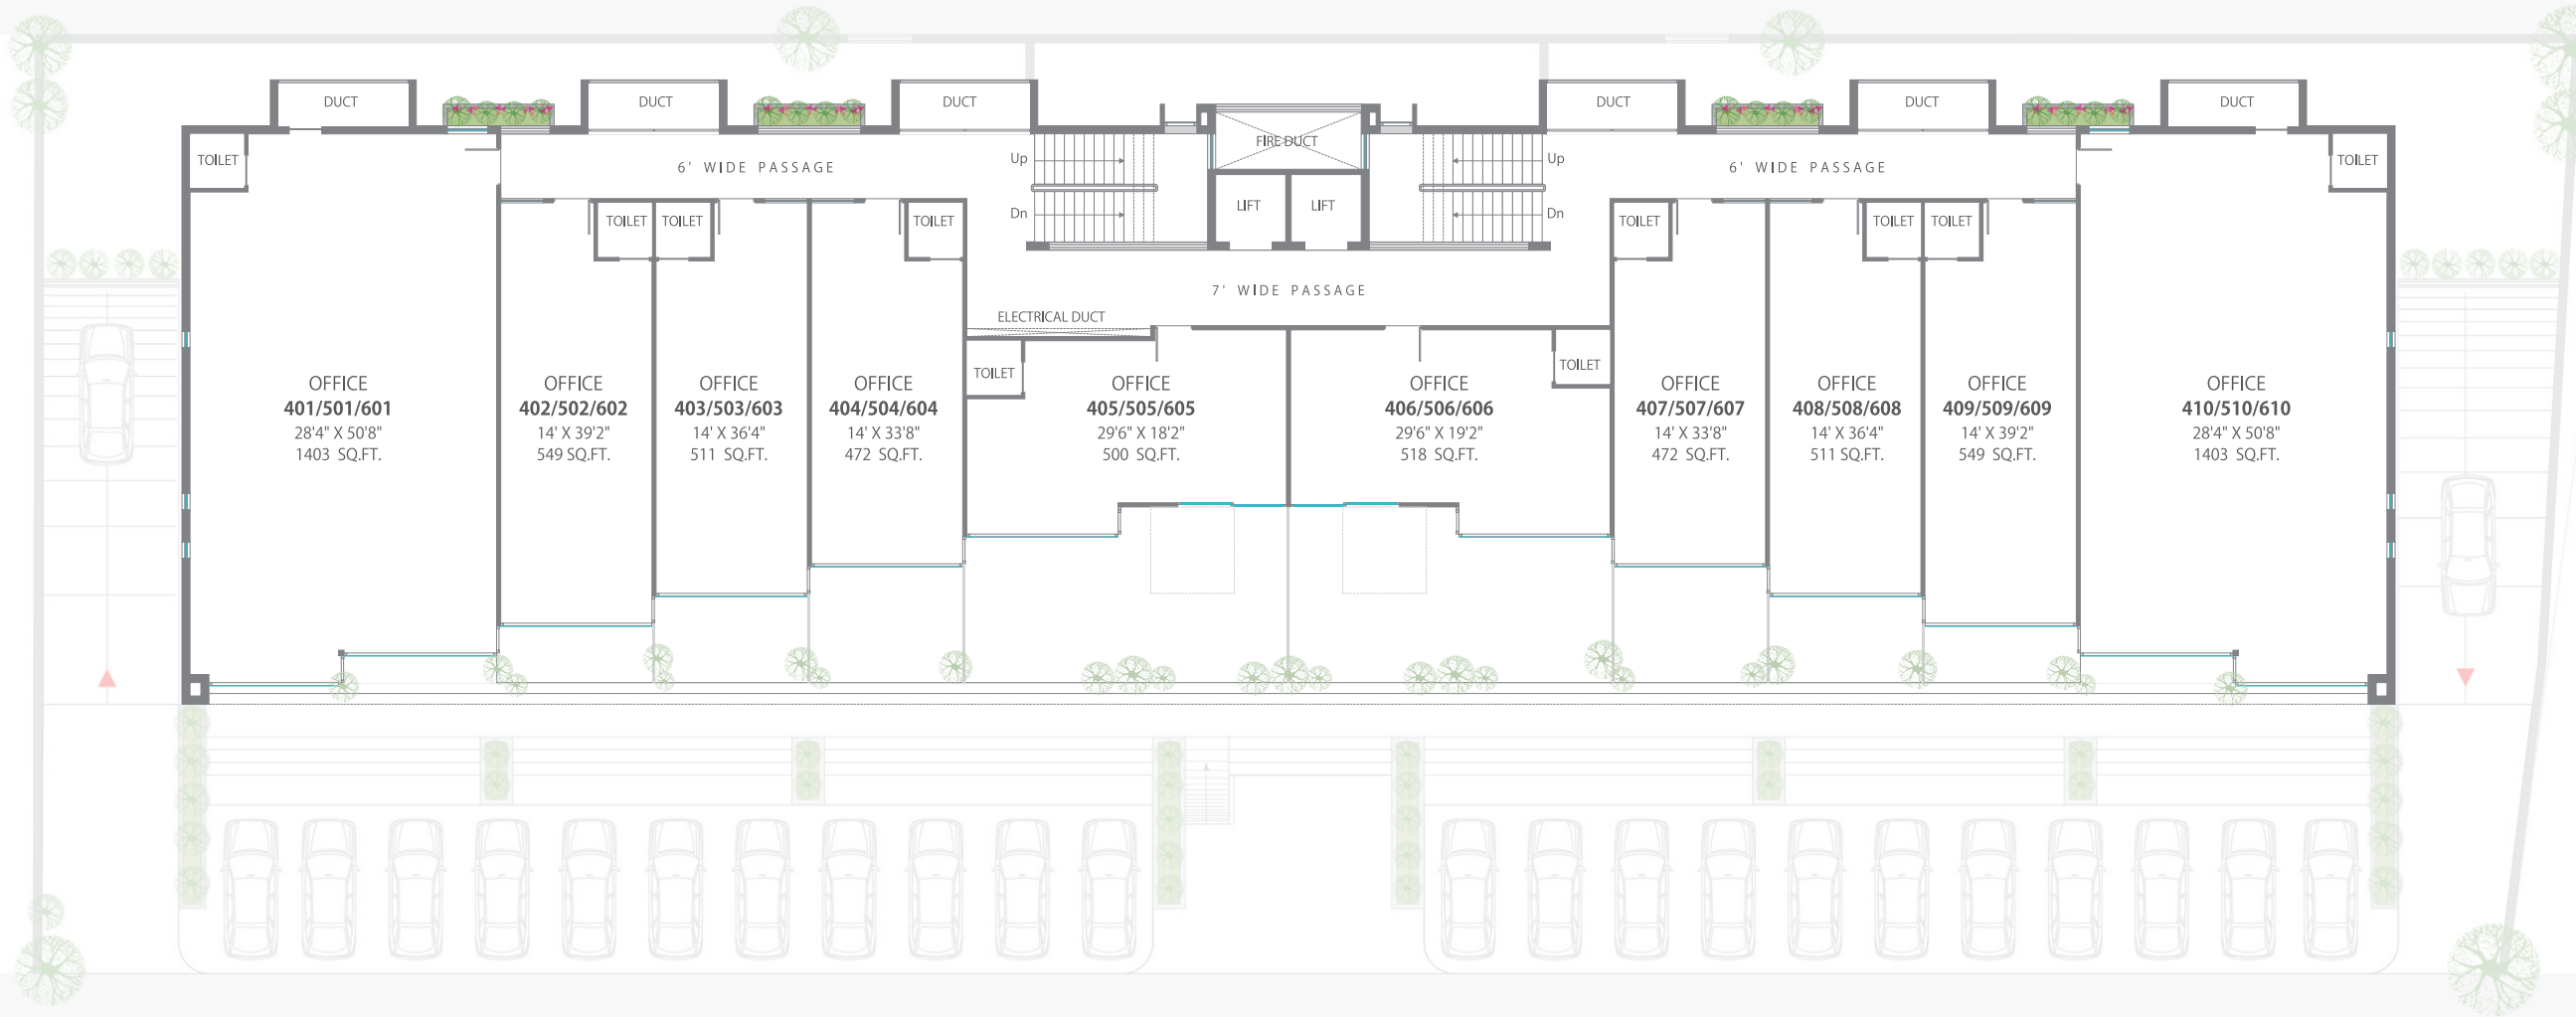 DUCT
DUCT
DUCT
DUCT
DUCT
DUCT
FIRE DUCT
TOILET
6' WIDE PASSAGE
Up
Up
6' WIDE PASSAGE
TOILET
LIFT
LIFT
Dn
Dn
TOILET
TOILET
TOILET
TOILET
TOILET
TOILET
7' WIDE PASSAGE
ELECTRICAL DUCT
TOILET
TOILET
OFFICE
401/501/601
28'4" X 50'8"
1403 SQ.FT.
OFFICE
402/502/602
14' X 39'2"
549 SQ.FT.
OFFICE
403/503/603
14' X 36'4"
511 SQ.FT.
OFFICE
404/504/604
14' X 33'8"
472 SQ.FT.
OFFICE
405/505/605
29'6" X 18'2"
500 SQ.FT.
OFFICE
406/506/606
29'6" X 19'2"
518 SQ.FT.
OFFICE
407/507/607
14' X 33'8"
472 SQ.FT.
OFFICE
408/508/608
14' X 36'4"
511 SQ.FT.
OFFICE
409/509/609
14' X 39'2"
549 SQ.FT.
OFFICE
410/510/610
28'4" X 50'8"
1403 SQ.FT.